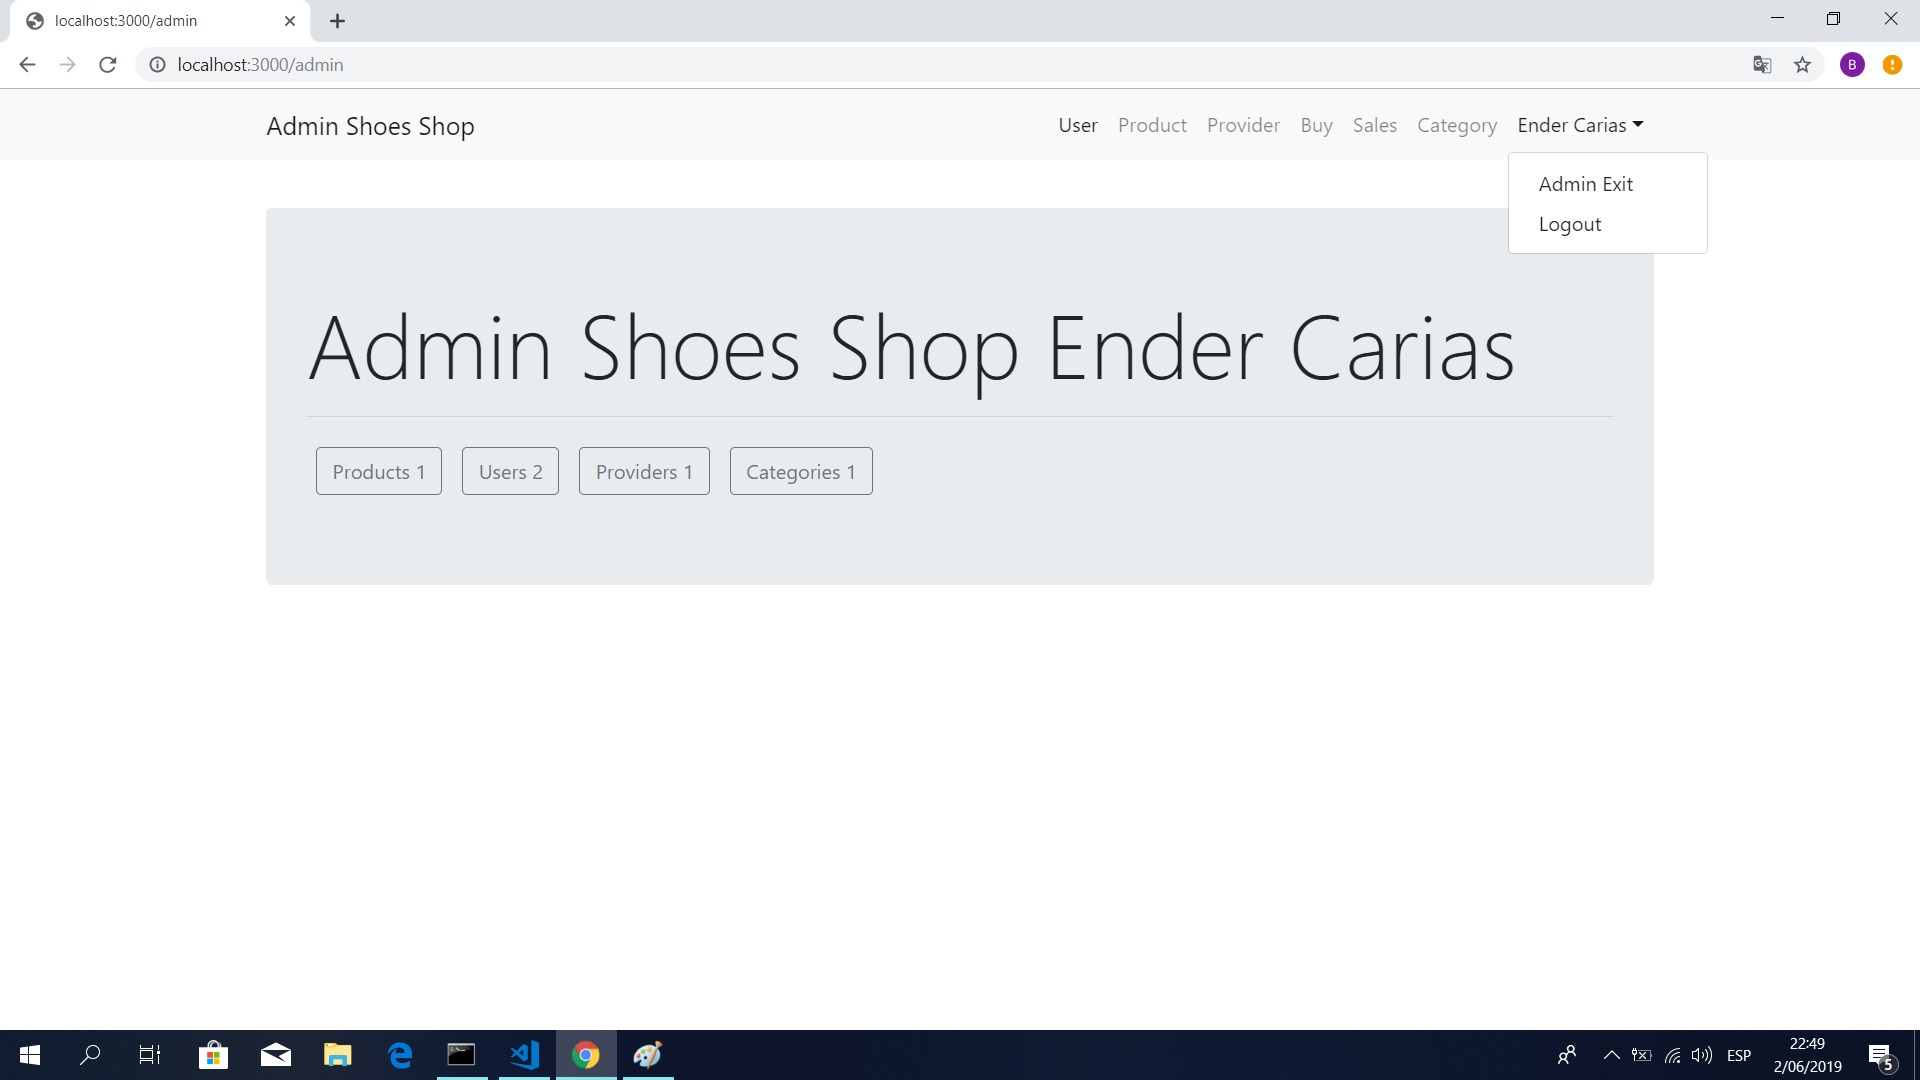 localhost:3000/admin
localhost:3000/admin
B
Admin Shoes Shop
User Product Provider Buy Sales Category Ender Carias
Admin Exit
Logout
Admin Shoes Shop Ender Carias
Products 1 Users 2 Providers 1 Categories 1
ESP
22:49
2/06/2019
5